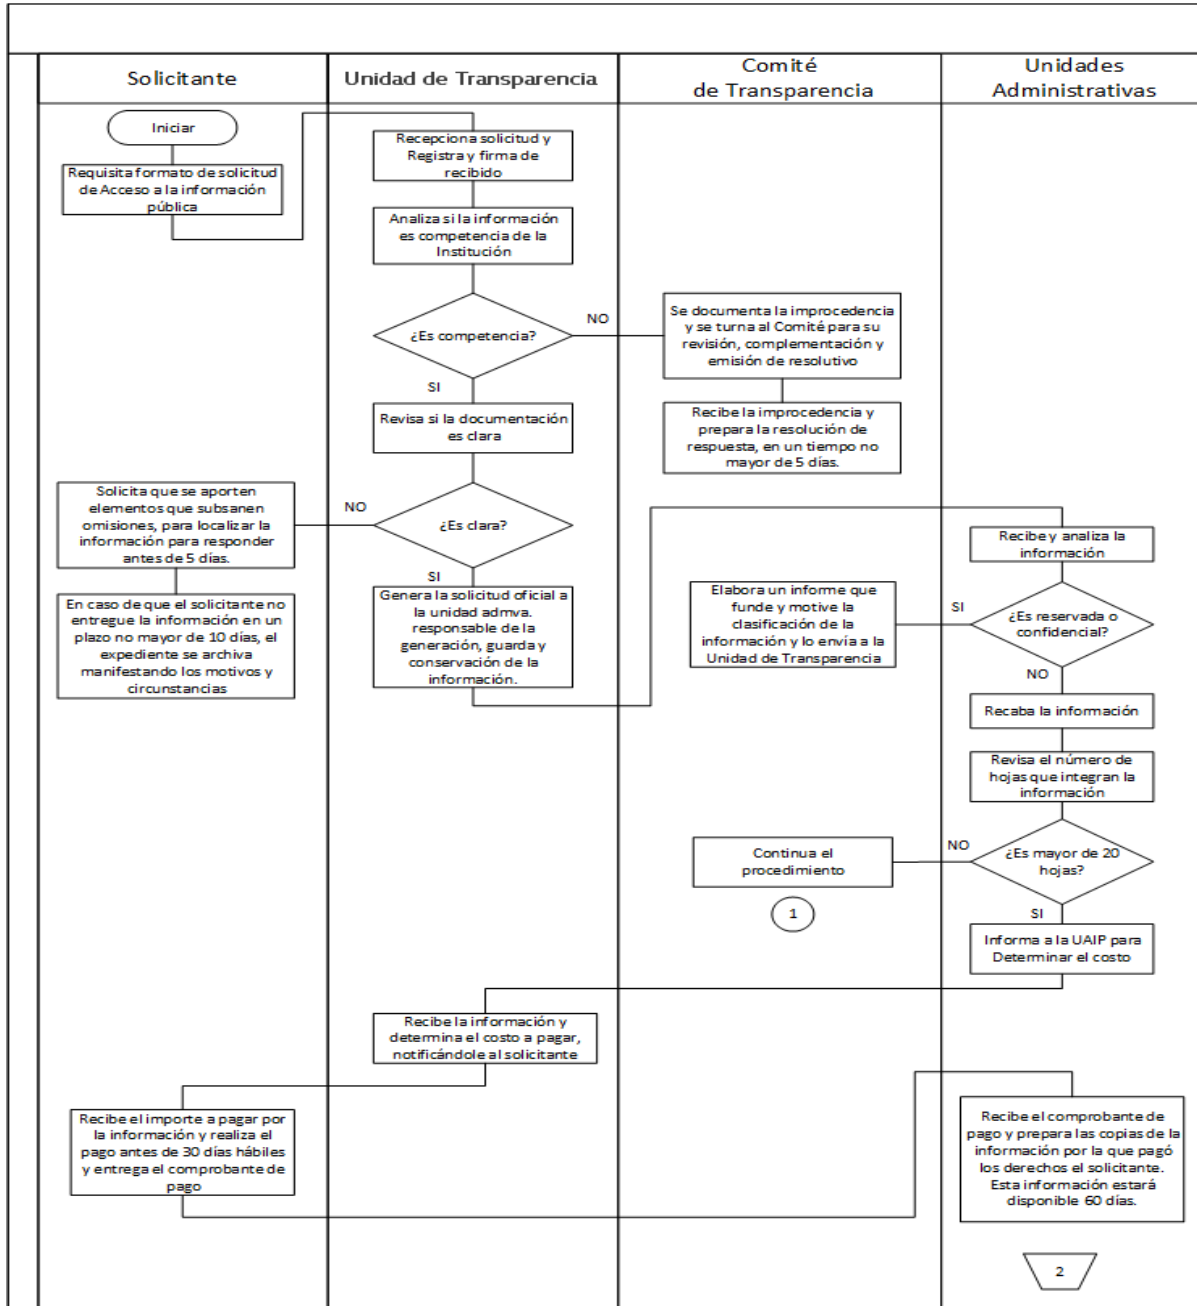 Solicitante
Unidad de Transparencia
Comité
de Transparencia
Unidades
Administrativas
Iniciar
Requisita formato de solicitud
de Acceso a la información
pública
Recepciona solicitud y
Registra y firma de
recibido
Analiza si la información
es competencia de la
Institución
¿Es competencia?
NO
Se documenta la improcedencia
y se turna al Comité para su
revisión, complementación y
emisión de resolutivo
SI
Revisa si la documentación
es clara
Recibe la improcedencia y
prepara la resolución de
respuesta, en un tiempo no
mayor de 5 días.
Solicita que se aporten
elementos que subsanen
omisiones, para localizar la
información para responder
antes de 5 días.
NO
¿Es clara?
SI
En caso de que el solicitante no
entregue la información en un
plazo no mayor de 10 días, el
expediente se archiva
manifestando los motivos y
circunstancias
Genera la solicitud oficial a
la unidad admva.
responsable de la
generación, guarda y
conservación de la
información.
Recibe y analiza la
información
Elabora un informe que
funde y motive la
clasificación de la
información y lo envía a la
Unidad de Transparencia
SI
¿Es reservada o
confidencial?
NO
Recaba la información
Revisa el número de
hojas que integran la
información
Continua el
procedimiento
NO
¿Es mayor de 20
hojas?
1
SI
Informa a la UAIP para
Determinar el costo
Recibe la información y
determina el costo a pagar,
notificándole al solicitante
Recibe el importe a pagar por
la información y realiza el
pago antes de 30 días hábiles
y entrega el comprobante de
pago
Recibe el comprobante de
pago y prepara las copias de la
información por la que pagó
los derechos el solicitante.
Esta información estará
disponible 60 días.
2